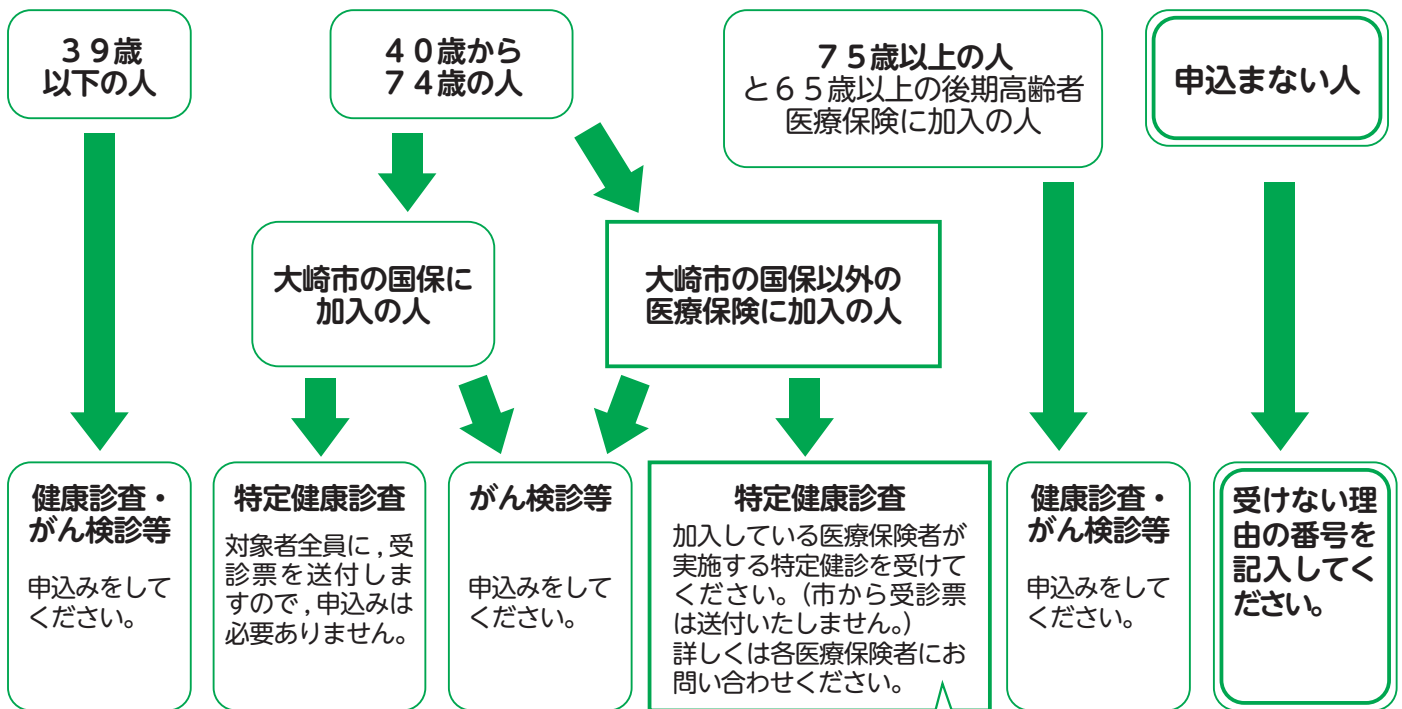 ３９歳
以下の人
４０歳から
７４歳の人
７５歳以上の人
と６５歳以上の後期高齢者
医療保険に加入の人
申込まない人
大崎市の国保に
加入の人
大崎市の国保以外の
医療保険に加入の人
健康診査・
がん検診等
申込みをして
ください。
特定健康診査
対象者全員に，受
診票を送付しま
すので，申込みは
必要ありません。
がん検診等
申込みをして
ください。
特定健康診査
加入している医療保険者が
実施する特定健診を受けて
ください。（市から受診票
は送付いたしません。）
詳しくは各医療保険者にお
問い合わせください。
健康診査・
がん検診等
申込みをして
ください。
受けない理
由の番号を
記入してく
ださい。